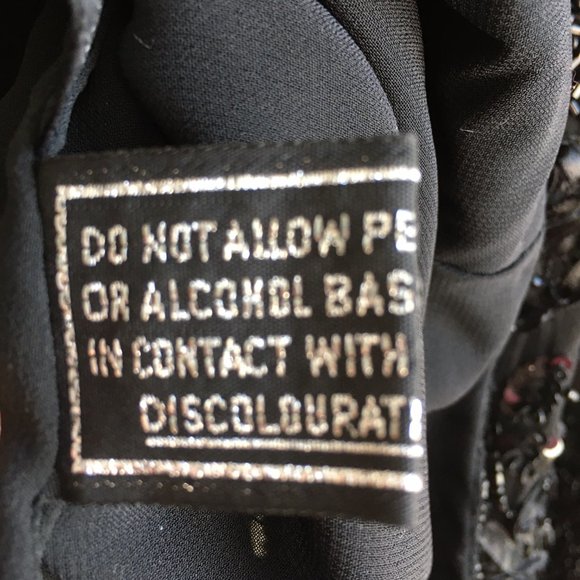 DO NOT ALLOW PE
OR ALCOHOL BAS
IN CONTACT WITH
DISCOLOURAT